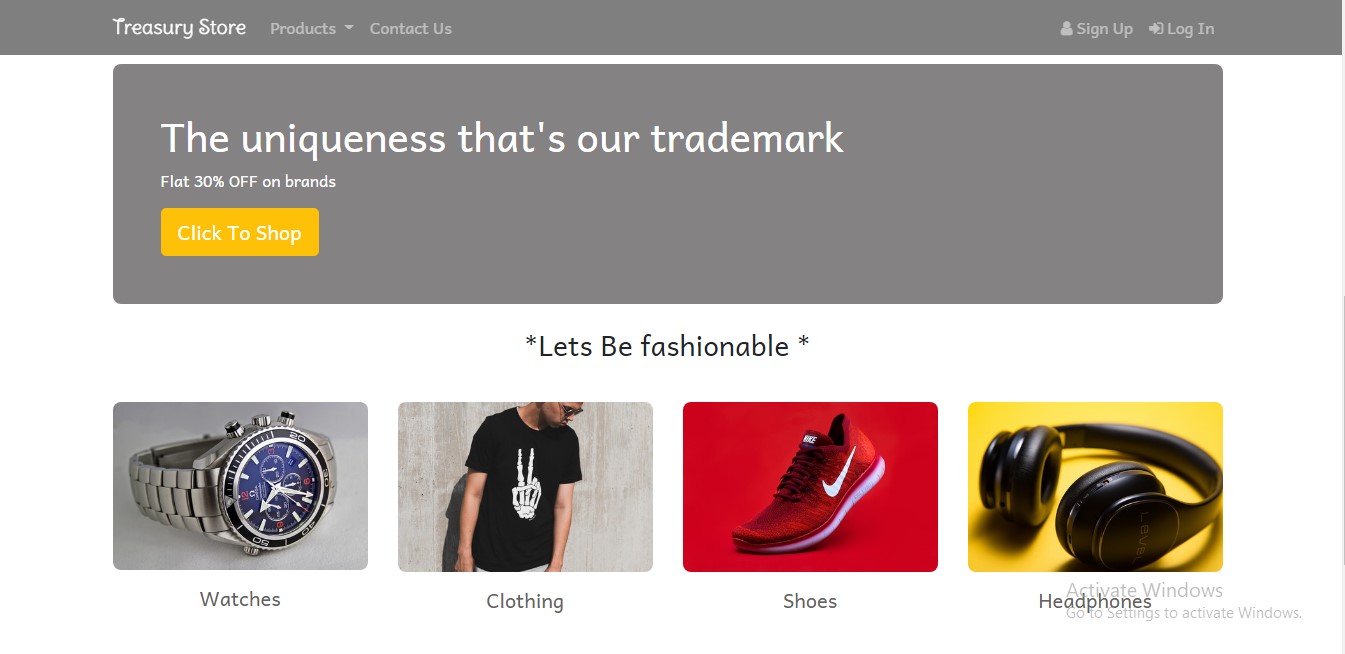 Treasury Store Products Contact Us Sign Up Log In
The uniqueness that's our trademark
Flat 30% OFF on brands
Click To Shop
*Lets Be fashionable *
NIKE
Watches
Clothing
Shoes
Headphones
Activate Windows
Go to Settings to activate Windows.